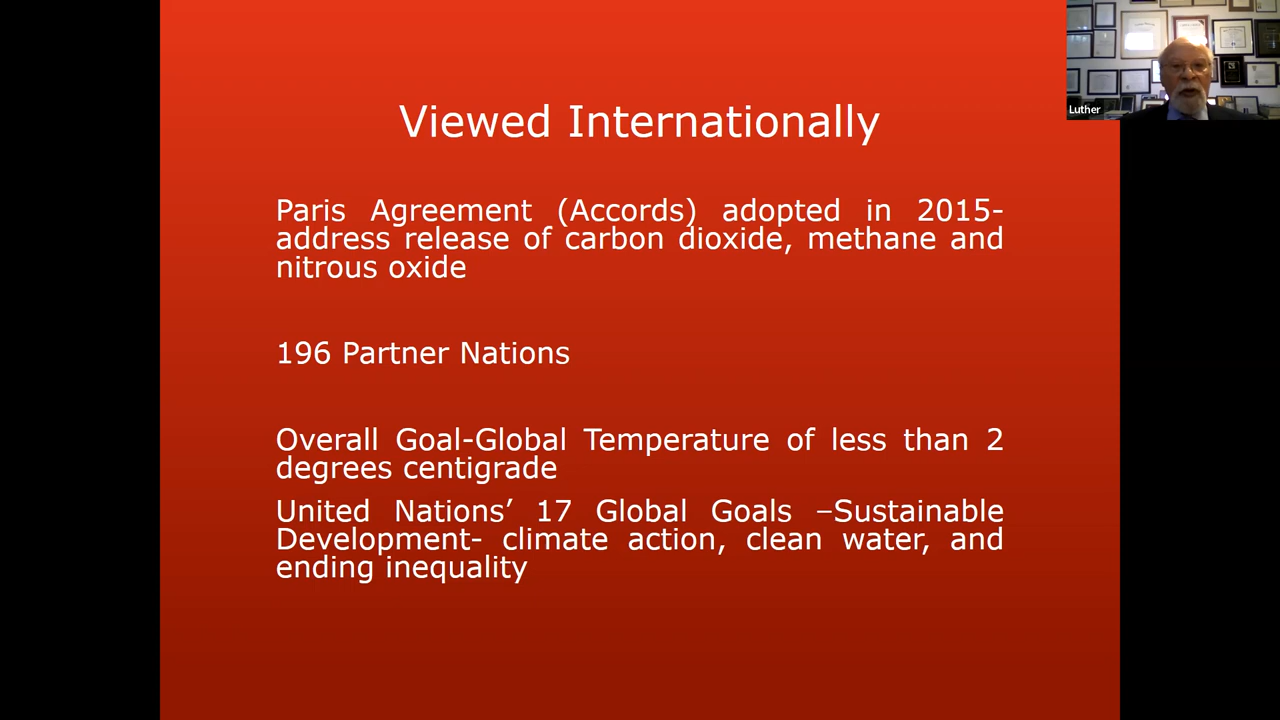 Viewed Internationally
Luther
Paris Agreement (Accords) adopted in 2015-
address release of carbon dioxide, methane and
nitrous oxide
196 Partner Nations
Overall Goal-Global Temperature of less than 2
degrees centigrade
United Nations’ 17 Global Goals –Sustainable
Development- climate action, clean water, and
ending inequality